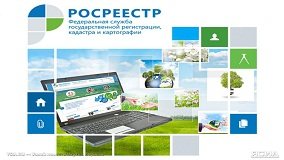 РОСРЕЕСТР
Федеральная служба
государственной регистрации,
кадастра и картографии